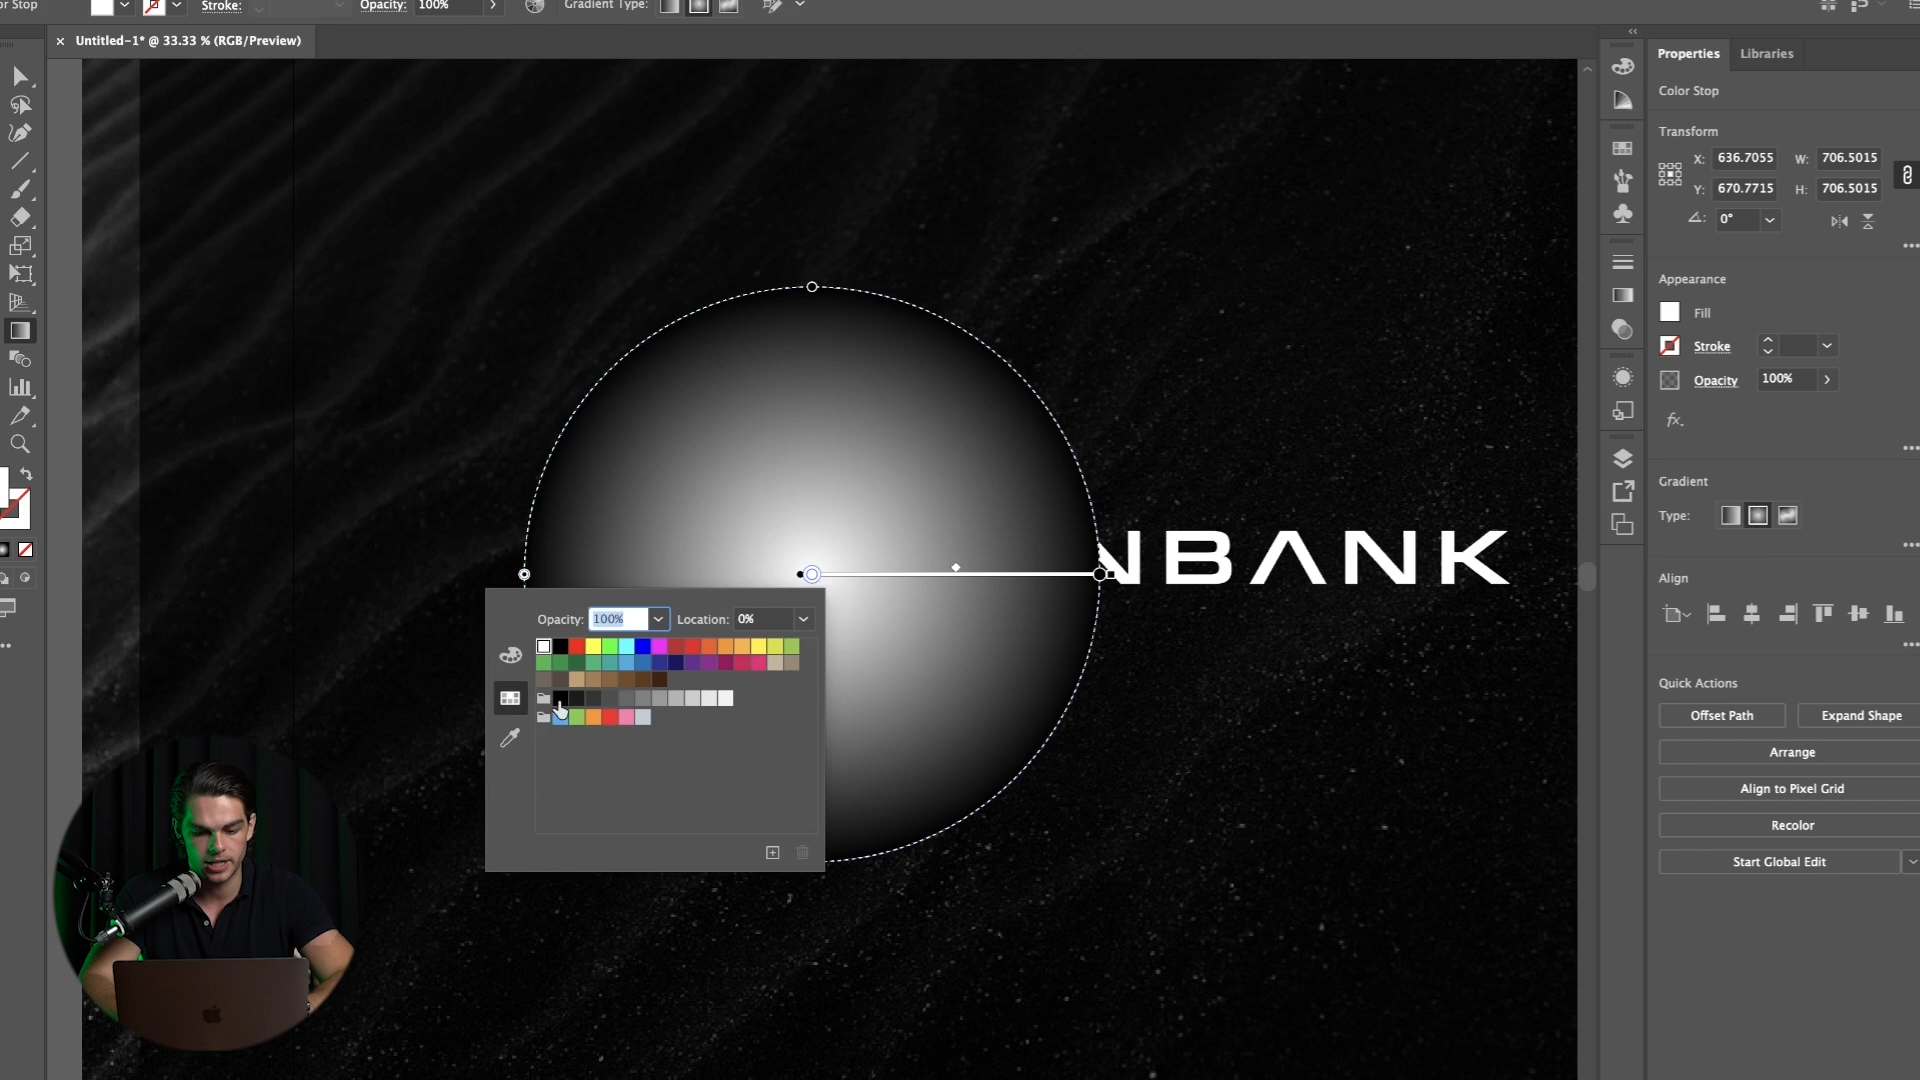 or Stop
Stroke:
Opacity: 100%
Gradient Type:
× Untitled-1* @ 33.33 % (RGB/Preview)
Properties
Libraries
Color Stop
Transform
X: 636.7055 W: 706.5015
Y: 670.7715 H: 706.5015
0°
Appearance
Fill
Stroke
Opacity 100%
fx.
Gradient
Type:
Align
Quick Actions
Offset Path
Expand Shape
Arrange
Align to Pixel Grid
Recolor
Start Global Edit
NBANK
Opacity: 100% Location: 0%